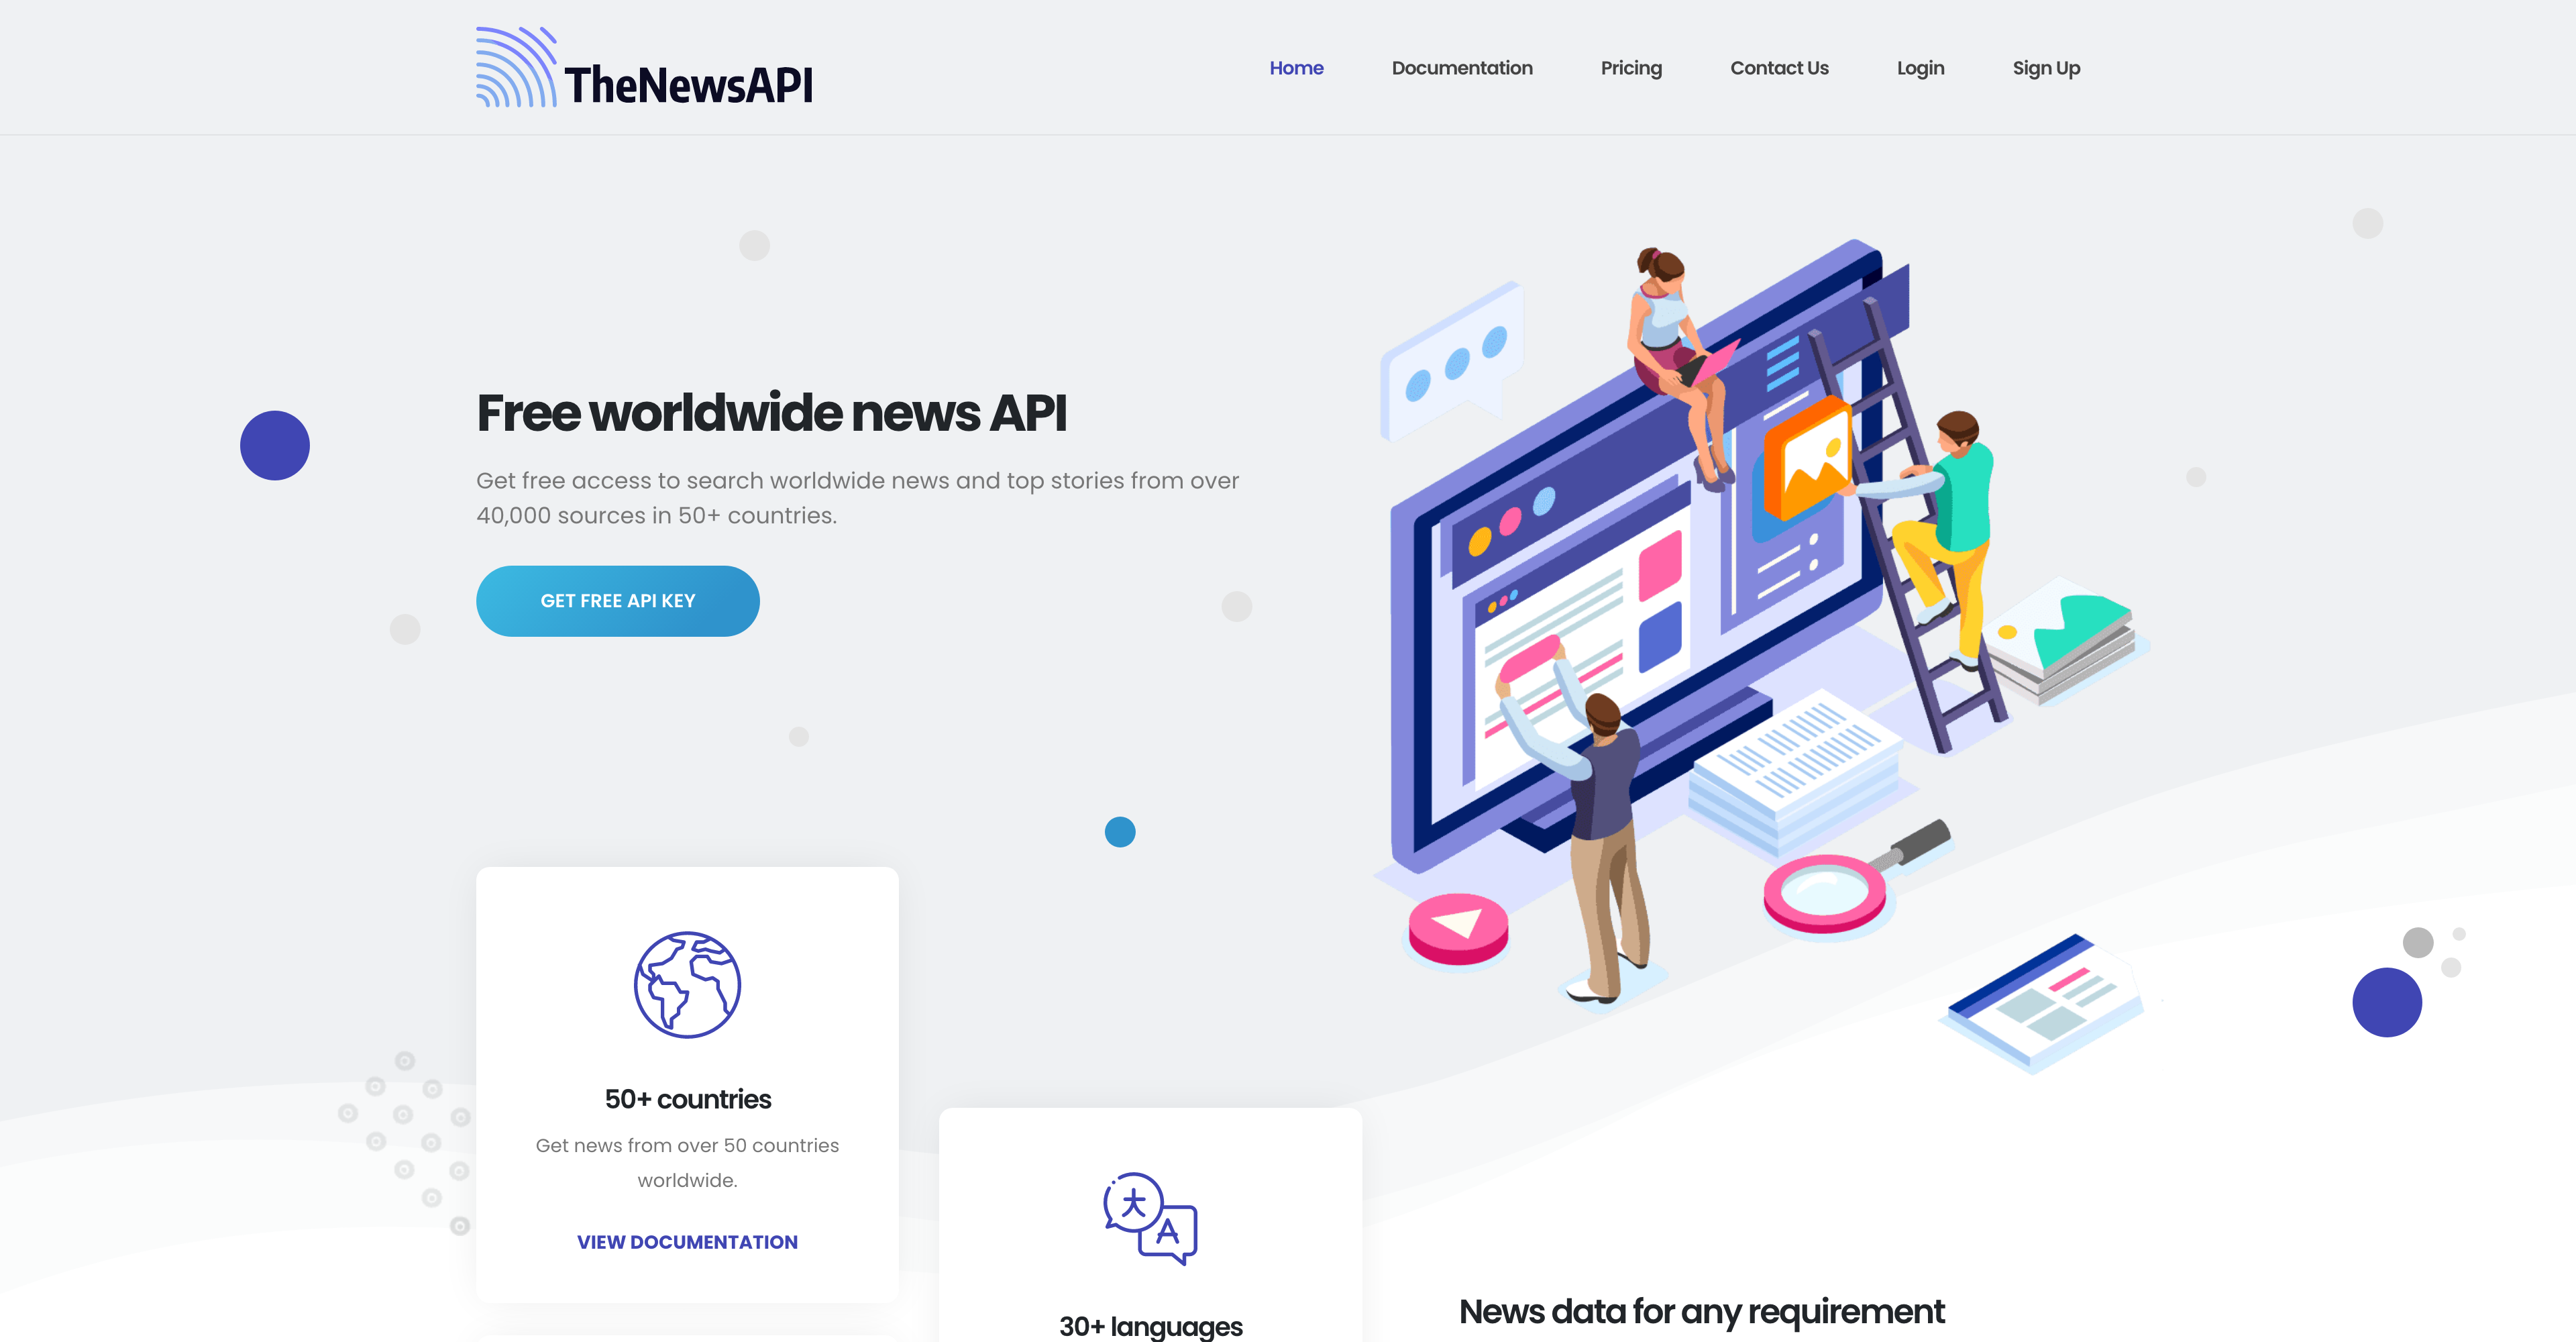 TheNewsAPI
Home
Documentation
Pricing
Contact Us
Login
Sign Up
Free worldwide news API
Get free access to search worldwide news and top stories from over
40,000 sources in 50+ countries.
GET FREE API KEY
50+ countries
Get news from over 50 countries
worldwide.
VIEW DOCUMENTATION
大
A
30+ languages
News data for any requirement